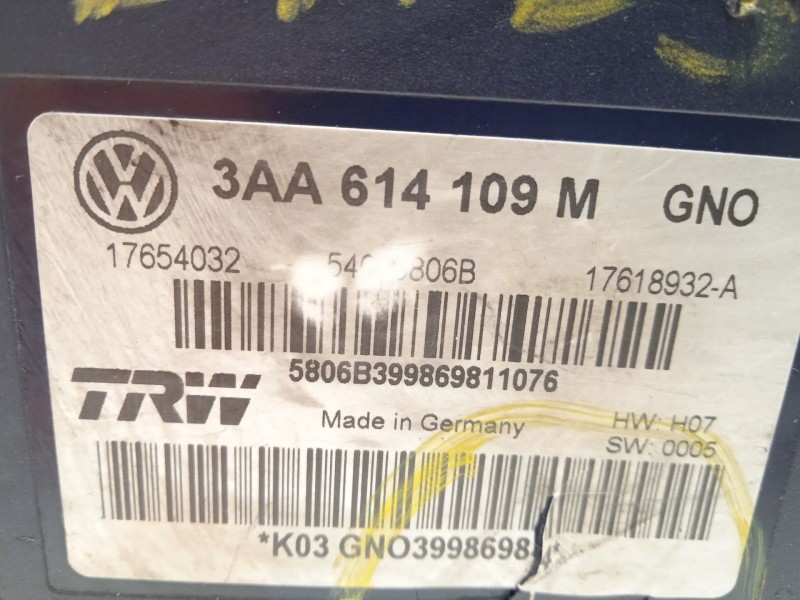 3AA 614 109 M GNO
17654032 17618932-A
5806B399869811076
TRW Made in Germany HW: H07
SW: 0005